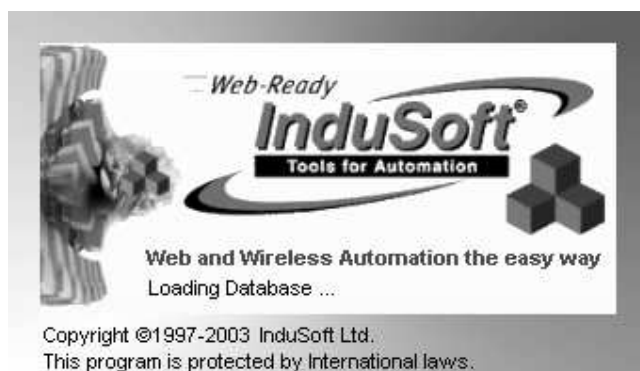 Web-Ready
InduSoft®
Tools for Automation
Web and Wireless Automation the easy way
Loading Database ...
Copyright ©1997-2003 InduSoft Ltd.
This program is protected by International laws.